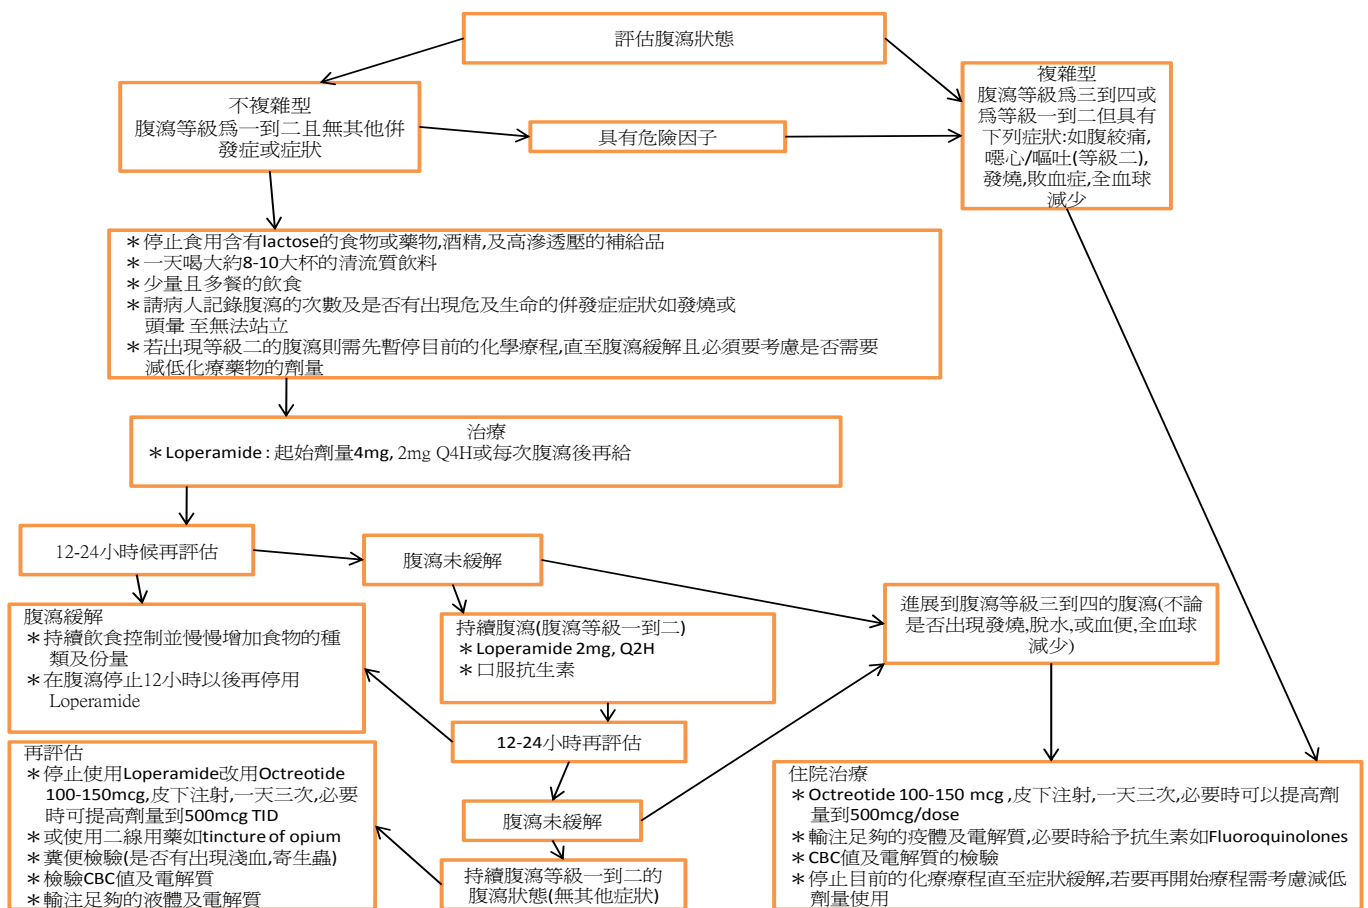 評估腹瀉狀態
不複雜型
腹瀉等級為一到二且無其他併
發症或症狀
具有危險因子
複雜型
腹瀉等級為三到四或
為等級一到二但具有
下列症狀:如腹絞痛,
噁心/嘔吐(等級二),
發燒,敗血症,全血球
減少
＊停止食用含有lactose的食物或藥物,酒精,及高滲透壓的補給品
＊一天喝大約8-10大杯的清流質飲料
＊少量且多餐的飲食
＊請病人記錄腹瀉的次數及是否有出現危及生命的併發症症狀如發燒或
頭暈 至無法站立
＊若出現等級二的腹瀉則需先暫停目前的化學療程,直至腹瀉緩解且必須要考慮是否需要
減低化療藥物的劑量
治療
＊Loperamide : 起始劑量4mg, 2mg Q4H或每次腹瀉後再給
12-24小時候再評估
腹瀉未緩解
腹瀉緩解
＊持續飲食控制並慢慢增加食物的種
類及份量
＊在腹瀉停止12小時以後再停用
Loperamide
持續腹瀉(腹瀉等級一到二)
＊Loperamide 2mg, Q2H
＊口服抗生素
進展到腹瀉等級三到四的腹瀉(不論
是否出現發燒,脫水,或血便,全血球
減少)
12-24小時再評估
再評估
＊停止使用Loperamide改用Octreotide
100-150mcg,皮下注射,一天三次,必要
時可提高劑量到500mcg TID
＊或使用二線用藥如tincture of opium
＊糞便檢驗(是否有出現淺血,寄生蟲)
＊檢驗CBC值及電解質
＊輸注足夠的液體及電解質
腹瀉未緩解
持續腹瀉等級一到二的
腹瀉狀態(無其他症狀)
住院治療
＊Octreotide 100-150 mcg ,皮下注射,一天三次,必要時可以提高劑
量到500mcg/dose
＊輸注足夠的疫體及電解質,必要時給予抗生素如Fluoroquinolones
＊CBC值及電解質的檢驗
＊停止目前的化療療程直至症狀緩解,若要再開始療程需考慮減低
劑量使用